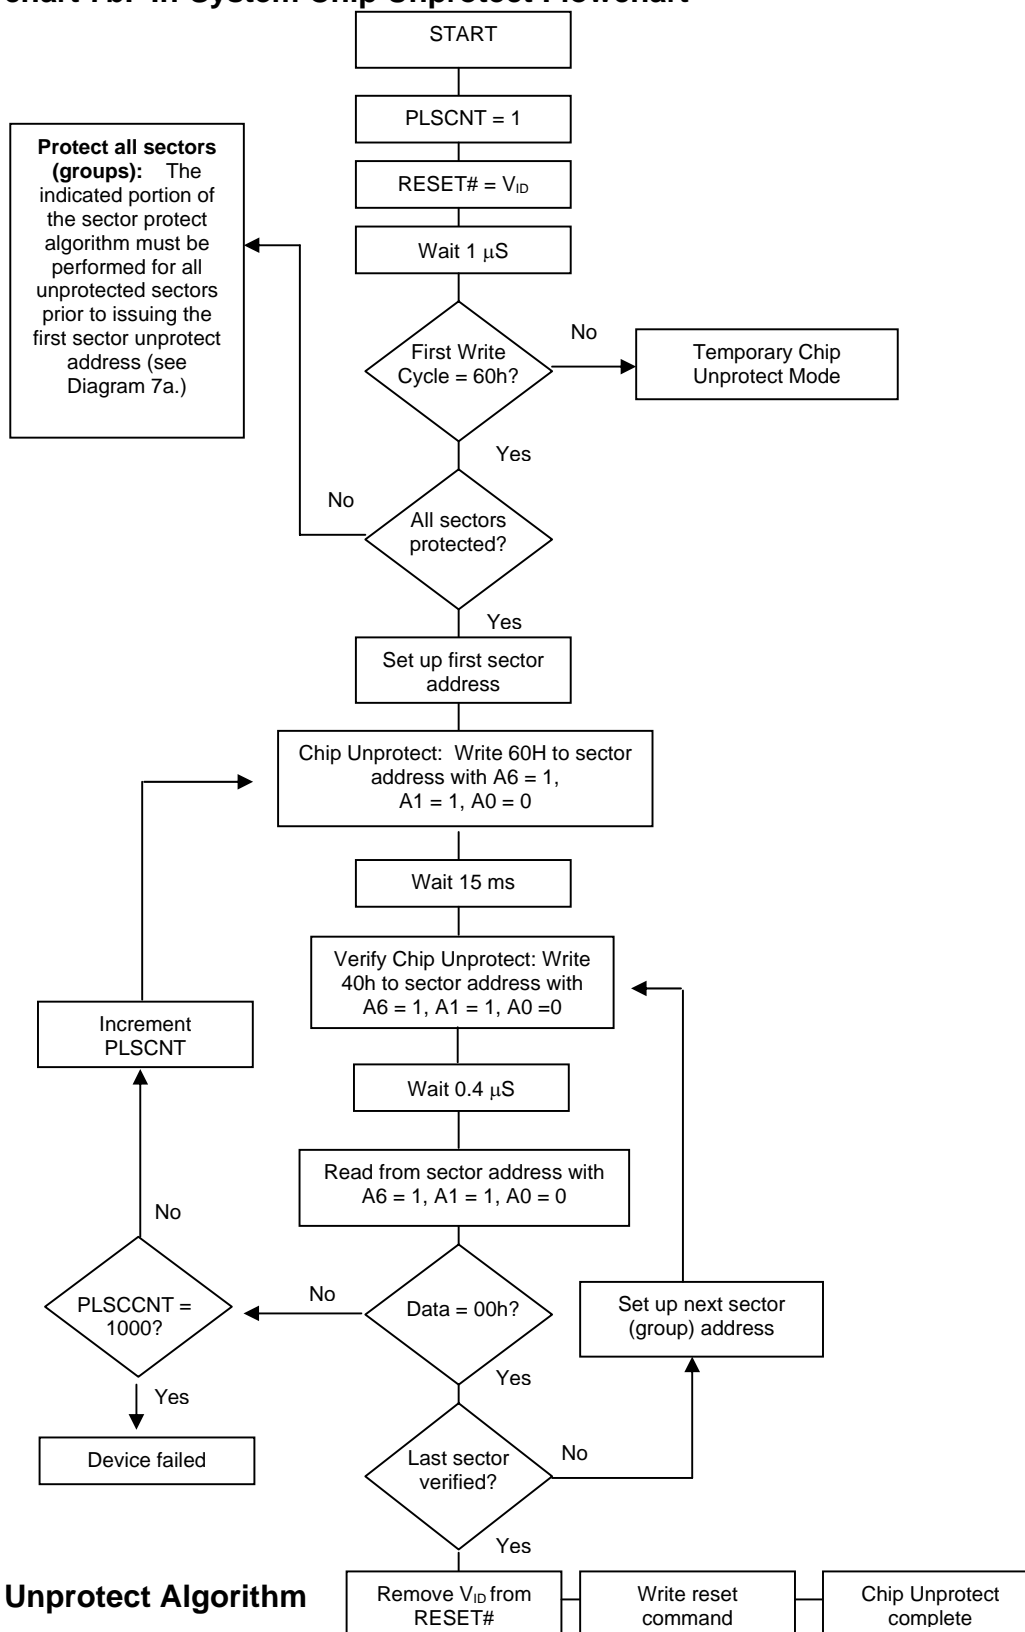 chart 7b. In-System Chip Unprotect Flowchart
START
PLSCNT = 1
RESET# = VID
Wait 1 μS
Protect all sectors
(groups): The
indicated portion of
the sector protect
algorithm must be
performed for all
unprotected sectors
prior to issuing the
first sector unprotect
address (see
Diagram 7a.)
First Write
Cycle = 60h?
No
Temporary Chip
Unprotect Mode
Yes
No
All sectors
protected?
Yes
Set up first sector
address
Chip Unprotect: Write 60H to sector
address with A6 = 1,
A1 = 1, A0 = 0
Wait 15 ms
Verify Chip Unprotect: Write
40h to sector address with
A6 = 1, A1 = 1, A0 =0
Increment
PLSCNT
Wait 0.4 μS
Read from sector address with
A6 = 1, A1 = 1, A0 = 0
No
PLSCCNT =
1000?
No
Data = 00h?
Set up next sector
(group) address
Yes
Yes
Device failed
Last sector
verified?
No
Yes
Unprotect Algorithm
Remove VID from
RESET#
Write reset
command
Chip Unprotect
complete